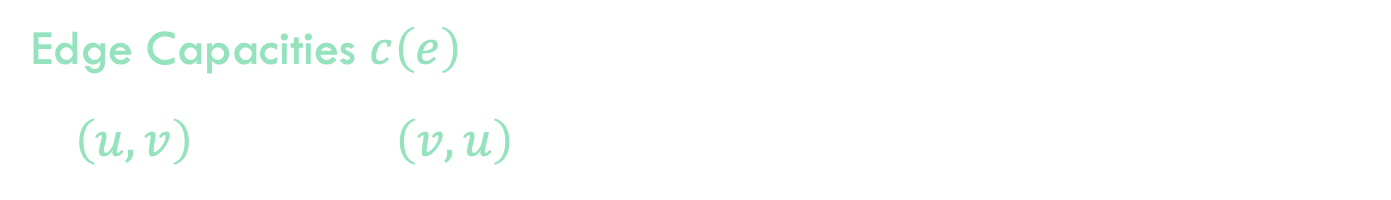 Edge Capacities c(e)
(u, v) (v, u)